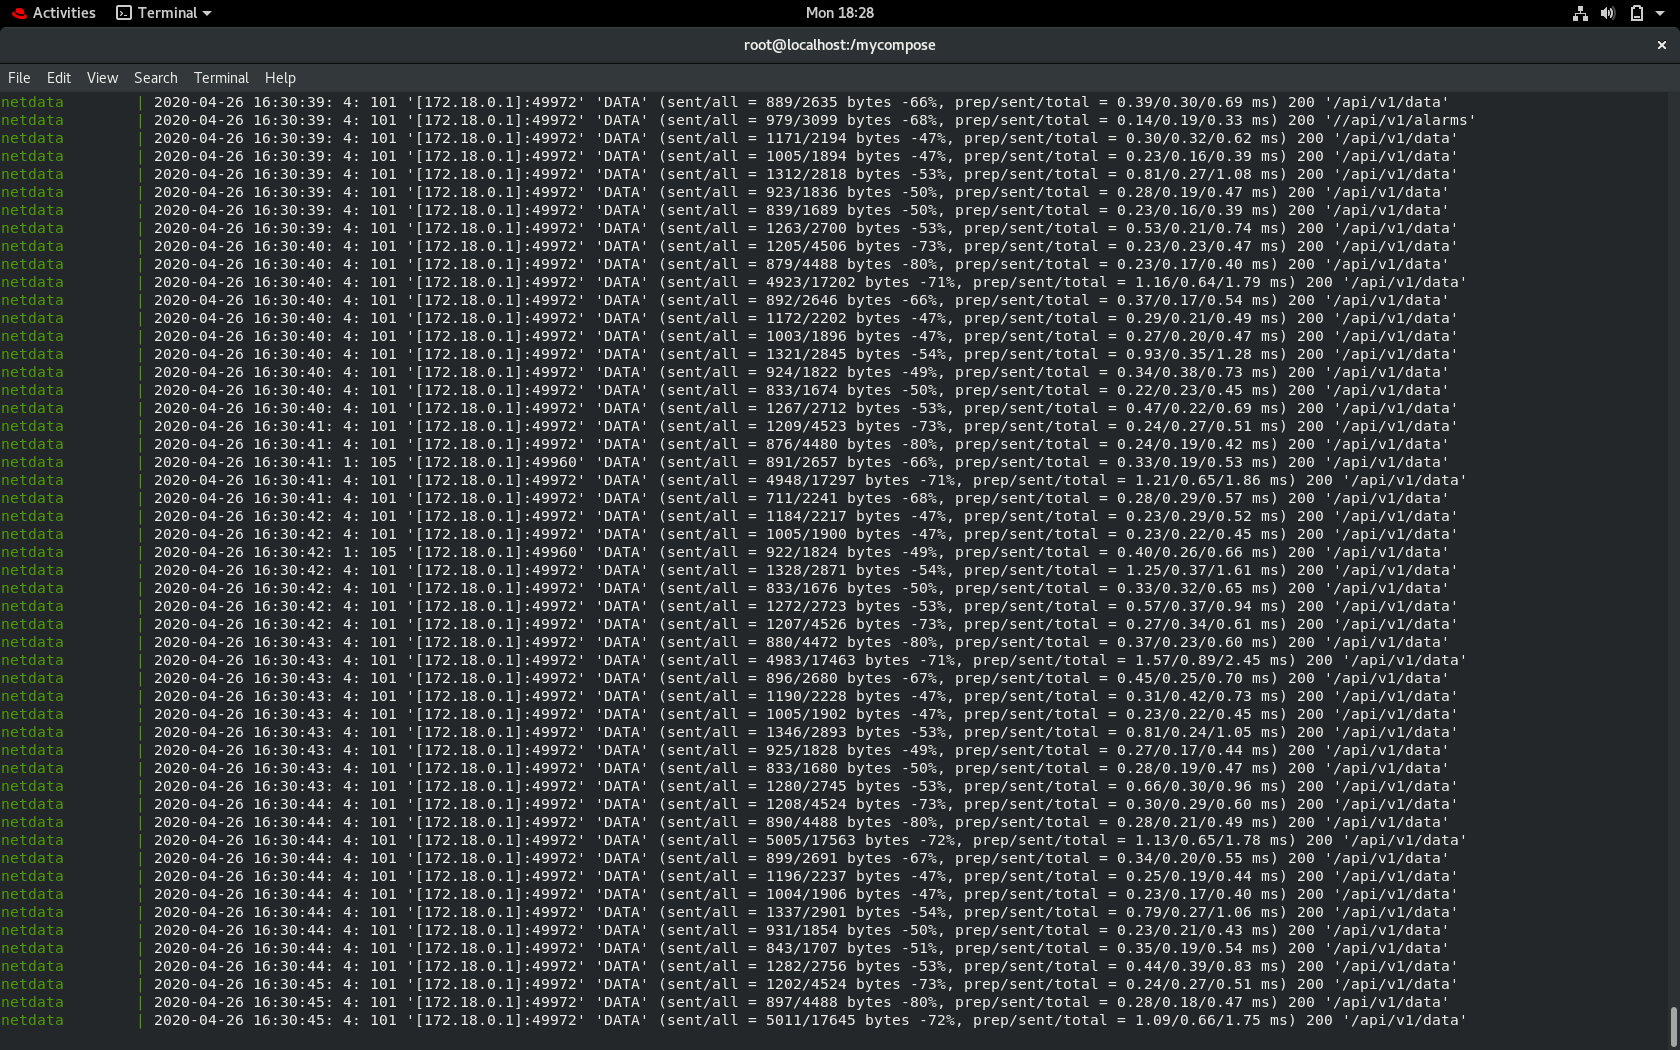 Activities Terminal Mon 18:28
root@localhost:/mycompose ×
File Edit View Search Terminal Help
netdata | 2020-04-26 16:30:39: 4: 101 '[172.18.0.1]:49972' 'DATA' (sent/all = 889/2635 bytes -66%, prep/sent/total = 0.39/0.30/0.69 ms) 200 '/api/v1/data'
netdata | 2020-04-26 16:30:39: 4: 101 '[172.18.0.1]:49972' 'DATA' (sent/all = 979/3099 bytes -68%, prep/sent/total = 0.14/0.19/0.33 ms) 200 '//api/v1/alarms'
netdata | 2020-04-26 16:30:39: 4: 101 '[172.18.0.1]:49972' 'DATA' (sent/all = 1171/2194 bytes -47%, prep/sent/total = 0.30/0.32/0.62 ms) 200 '/api/v1/data'
netdata | 2020-04-26 16:30:39: 4: 101 '[172.18.0.1]:49972' 'DATA' (sent/all = 1005/1894 bytes -47%, prep/sent/total = 0.23/0.16/0.39 ms) 200 '/api/v1/data'
netdata | 2020-04-26 16:30:39: 4: 101 '[172.18.0.1]:49972' 'DATA' (sent/all = 1312/2818 bytes -53%, prep/sent/total = 0.81/0.27/1.08 ms) 200 '/api/v1/data'
netdata | 2020-04-26 16:30:39: 4: 101 '[172.18.0.1]:49972' 'DATA' (sent/all = 923/1836 bytes -50%, prep/sent/total = 0.28/0.19/0.47 ms) 200 '/api/v1/data'
netdata | 2020-04-26 16:30:39: 4: 101 '[172.18.0.1]:49972' 'DATA' (sent/all = 839/1689 bytes -50%, prep/sent/total = 0.23/0.16/0.39 ms) 200 '/api/v1/data'
netdata | 2020-04-26 16:30:39: 4: 101 '[172.18.0.1]:49972' 'DATA' (sent/all = 1263/2700 bytes -53%, prep/sent/total = 0.53/0.21/0.74 ms) 200 '/api/v1/data'
netdata | 2020-04-26 16:30:40: 4: 101 '[172.18.0.1]:49972' 'DATA' (sent/all = 1205/4506 bytes -73%, prep/sent/total = 0.23/0.23/0.47 ms) 200 '/api/v1/data'
netdata | 2020-04-26 16:30:40: 4: 101 '[172.18.0.1]:49972' 'DATA' (sent/all = 879/4488 bytes -80%, prep/sent/total = 0.23/0.17/0.40 ms) 200 '/api/v1/data'
netdata | 2020-04-26 16:30:40: 4: 101 '[172.18.0.1]:49972' 'DATA' (sent/all = 4923/17202 bytes -71%, prep/sent/total = 1.16/0.64/1.79 ms) 200 '/api/v1/data'
netdata | 2020-04-26 16:30:40: 4: 101 '[172.18.0.1]:49972' 'DATA' (sent/all = 892/2646 bytes -66%, prep/sent/total = 0.37/0.17/0.54 ms) 200 '/api/v1/data'
netdata | 2020-04-26 16:30:40: 4: 101 '[172.18.0.1]:49972' 'DATA' (sent/all = 1172/2202 bytes -47%, prep/sent/total = 0.29/0.21/0.49 ms) 200 '/api/v1/data'
netdata | 2020-04-26 16:30:40: 4: 101 '[172.18.0.1]:49972' 'DATA' (sent/all = 1003/1896 bytes -47%, prep/sent/total = 0.27/0.20/0.47 ms) 200 '/api/v1/data'
netdata | 2020-04-26 16:30:40: 4: 101 '[172.18.0.1]:49972' 'DATA' (sent/all = 1321/2845 bytes -54%, prep/sent/total = 0.93/0.35/1.28 ms) 200 '/api/v1/data'
netdata | 2020-04-26 16:30:40: 4: 101 '[172.18.0.1]:49972' 'DATA' (sent/all = 924/1822 bytes -49%, prep/sent/total = 0.34/0.38/0.73 ms) 200 '/api/v1/data'
netdata | 2020-04-26 16:30:40: 4: 101 '[172.18.0.1]:49972' 'DATA' (sent/all = 833/1674 bytes -50%, prep/sent/total = 0.22/0.23/0.45 ms) 200 '/api/v1/data'
netdata | 2020-04-26 16:30:40: 4: 101 '[172.18.0.1]:49972' 'DATA' (sent/all = 1267/2712 bytes -53%, prep/sent/total = 0.47/0.22/0.69 ms) 200 '/api/v1/data'
netdata | 2020-04-26 16:30:41: 4: 101 '[172.18.0.1]:49972' 'DATA' (sent/all = 1209/4523 bytes -73%, prep/sent/total = 0.24/0.27/0.51 ms) 200 '/api/v1/data'
netdata | 2020-04-26 16:30:41: 4: 101 '[172.18.0.1]:49972' 'DATA' (sent/all = 876/4480 bytes -80%, prep/sent/total = 0.24/0.19/0.42 ms) 200 '/api/v1/data'
netdata | 2020-04-26 16:30:41: 1: 105 '[172.18.0.1]:49960' 'DATA' (sent/all = 891/2657 bytes -66%, prep/sent/total = 0.33/0.19/0.53 ms) 200 '/api/v1/data'
netdata | 2020-04-26 16:30:41: 4: 101 '[172.18.0.1]:49972' 'DATA' (sent/all = 4948/17297 bytes -71%, prep/sent/total = 1.21/0.65/1.86 ms) 200 '/api/v1/data'
netdata | 2020-04-26 16:30:41: 4: 101 '[172.18.0.1]:49972' 'DATA' (sent/all = 711/2241 bytes -68%, prep/sent/total = 0.28/0.29/0.57 ms) 200 '/api/v1/data'
netdata | 2020-04-26 16:30:42: 4: 101 '[172.18.0.1]:49972' 'DATA' (sent/all = 1184/2217 bytes -47%, prep/sent/total = 0.23/0.29/0.52 ms) 200 '/api/v1/data'
netdata | 2020-04-26 16:30:42: 4: 101 '[172.18.0.1]:49972' 'DATA' (sent/all = 1005/1900 bytes -47%, prep/sent/total = 0.23/0.22/0.45 ms) 200 '/api/v1/data'
netdata | 2020-04-26 16:30:42: 1: 105 '[172.18.0.1]:49960' 'DATA' (sent/all = 922/1824 bytes -49%, prep/sent/total = 0.40/0.26/0.66 ms) 200 '/api/v1/data'
netdata | 2020-04-26 16:30:42: 4: 101 '[172.18.0.1]:49972' 'DATA' (sent/all = 1328/2871 bytes -54%, prep/sent/total = 1.25/0.37/1.61 ms) 200 '/api/v1/data'
netdata | 2020-04-26 16:30:42: 4: 101 '[172.18.0.1]:49972' 'DATA' (sent/all = 833/1676 bytes -50%, prep/sent/total = 0.33/0.32/0.65 ms) 200 '/api/v1/data'
netdata | 2020-04-26 16:30:42: 4: 101 '[172.18.0.1]:49972' 'DATA' (sent/all = 1272/2723 bytes -53%, prep/sent/total = 0.57/0.37/0.94 ms) 200 '/api/v1/data'
netdata | 2020-04-26 16:30:42: 4: 101 '[172.18.0.1]:49972' 'DATA' (sent/all = 1207/4526 bytes -73%, prep/sent/total = 0.27/0.34/0.61 ms) 200 '/api/v1/data'
netdata | 2020-04-26 16:30:43: 4: 101 '[172.18.0.1]:49972' 'DATA' (sent/all = 880/4472 bytes -80%, prep/sent/total = 0.37/0.23/0.60 ms) 200 '/api/v1/data'
netdata | 2020-04-26 16:30:43: 4: 101 '[172.18.0.1]:49972' 'DATA' (sent/all = 4983/17463 bytes -71%, prep/sent/total = 1.57/0.89/2.45 ms) 200 '/api/v1/data'
netdata | 2020-04-26 16:30:43: 4: 101 '[172.18.0.1]:49972' 'DATA' (sent/all = 896/2680 bytes -67%, prep/sent/total = 0.45/0.25/0.70 ms) 200 '/api/v1/data'
netdata | 2020-04-26 16:30:43: 4: 101 '[172.18.0.1]:49972' 'DATA' (sent/all = 1190/2228 bytes -47%, prep/sent/total = 0.31/0.42/0.73 ms) 200 '/api/v1/data'
netdata | 2020-04-26 16:30:43: 4: 101 '[172.18.0.1]:49972' 'DATA' (sent/all = 1005/1902 bytes -47%, prep/sent/total = 0.23/0.22/0.45 ms) 200 '/api/v1/data'
netdata | 2020-04-26 16:30:43: 4: 101 '[172.18.0.1]:49972' 'DATA' (sent/all = 1346/2893 bytes -53%, prep/sent/total = 0.81/0.24/1.05 ms) 200 '/api/v1/data'
netdata | 2020-04-26 16:30:43: 4: 101 '[172.18.0.1]:49972' 'DATA' (sent/all = 925/1828 bytes -49%, prep/sent/total = 0.27/0.17/0.44 ms) 200 '/api/v1/data'
netdata | 2020-04-26 16:30:43: 4: 101 '[172.18.0.1]:49972' 'DATA' (sent/all = 833/1680 bytes -50%, prep/sent/total = 0.28/0.19/0.47 ms) 200 '/api/v1/data'
netdata | 2020-04-26 16:30:43: 4: 101 '[172.18.0.1]:49972' 'DATA' (sent/all = 1280/2745 bytes -53%, prep/sent/total = 0.66/0.30/0.96 ms) 200 '/api/v1/data'
netdata | 2020-04-26 16:30:44: 4: 101 '[172.18.0.1]:49972' 'DATA' (sent/all = 1208/4524 bytes -73%, prep/sent/total = 0.30/0.29/0.60 ms) 200 '/api/v1/data'
netdata | 2020-04-26 16:30:44: 4: 101 '[172.18.0.1]:49972' 'DATA' (sent/all = 890/4488 bytes -80%, prep/sent/total = 0.28/0.21/0.49 ms) 200 '/api/v1/data'
netdata | 2020-04-26 16:30:44: 4: 101 '[172.18.0.1]:49972' 'DATA' (sent/all = 5005/17563 bytes -72%, prep/sent/total = 1.13/0.65/1.78 ms) 200 '/api/v1/data'
netdata | 2020-04-26 16:30:44: 4: 101 '[172.18.0.1]:49972' 'DATA' (sent/all = 899/2691 bytes -67%, prep/sent/total = 0.34/0.20/0.55 ms) 200 '/api/v1/data'
netdata | 2020-04-26 16:30:44: 4: 101 '[172.18.0.1]:49972' 'DATA' (sent/all = 1196/2237 bytes -47%, prep/sent/total = 0.25/0.19/0.44 ms) 200 '/api/v1/data'
netdata | 2020-04-26 16:30:44: 4: 101 '[172.18.0.1]:49972' 'DATA' (sent/all = 1004/1906 bytes -47%, prep/sent/total = 0.23/0.17/0.40 ms) 200 '/api/v1/data'
netdata | 2020-04-26 16:30:44: 4: 101 '[172.18.0.1]:49972' 'DATA' (sent/all = 1337/2901 bytes -54%, prep/sent/total = 0.79/0.27/1.06 ms) 200 '/api/v1/data'
netdata | 2020-04-26 16:30:44: 4: 101 '[172.18.0.1]:49972' 'DATA' (sent/all = 931/1854 bytes -50%, prep/sent/total = 0.23/0.21/0.43 ms) 200 '/api/v1/data'
netdata | 2020-04-26 16:30:44: 4: 101 '[172.18.0.1]:49972' 'DATA' (sent/all = 843/1707 bytes -51%, prep/sent/total = 0.35/0.19/0.54 ms) 200 '/api/v1/data'
netdata | 2020-04-26 16:30:44: 4: 101 '[172.18.0.1]:49972' 'DATA' (sent/all = 1282/2756 bytes -53%, prep/sent/total = 0.44/0.39/0.83 ms) 200 '/api/v1/data'
netdata | 2020-04-26 16:30:45: 4: 101 '[172.18.0.1]:49972' 'DATA' (sent/all = 1202/4524 bytes -73%, prep/sent/total = 0.24/0.27/0.51 ms) 200 '/api/v1/data'
netdata | 2020-04-26 16:30:45: 4: 101 '[172.18.0.1]:49972' 'DATA' (sent/all = 897/4488 bytes -80%, prep/sent/total = 0.28/0.18/0.47 ms) 200 '/api/v1/data'
netdata | 2020-04-26 16:30:45: 4: 101 '[172.18.0.1]:49972' 'DATA' (sent/all = 5011/17645 bytes -72%, prep/sent/total = 1.09/0.66/1.75 ms) 200 '/api/v1/data'